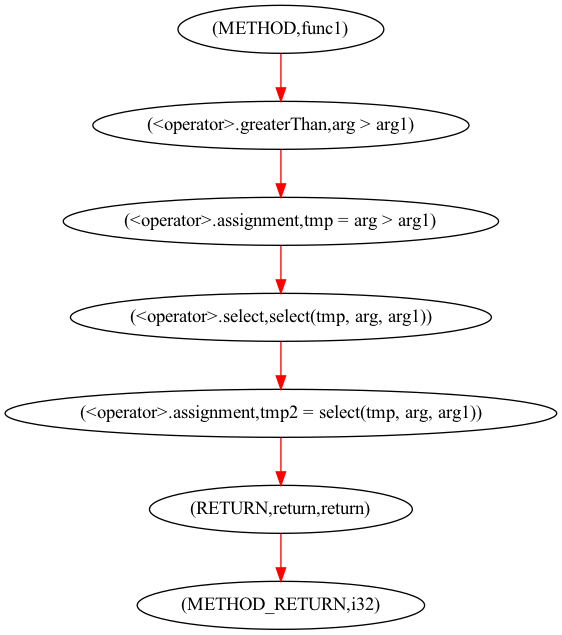 (METHOD,func1)
(<operator>.greaterThan,arg > arg1)
(<operator>.assignment,tmp = arg > arg1)
(<operator>.select,select(tmp, arg, arg1))
(<operator>.assignment,tmp2 = select(tmp, arg, arg1))
(RETURN,return,return)
(METHOD_RETURN,i32)